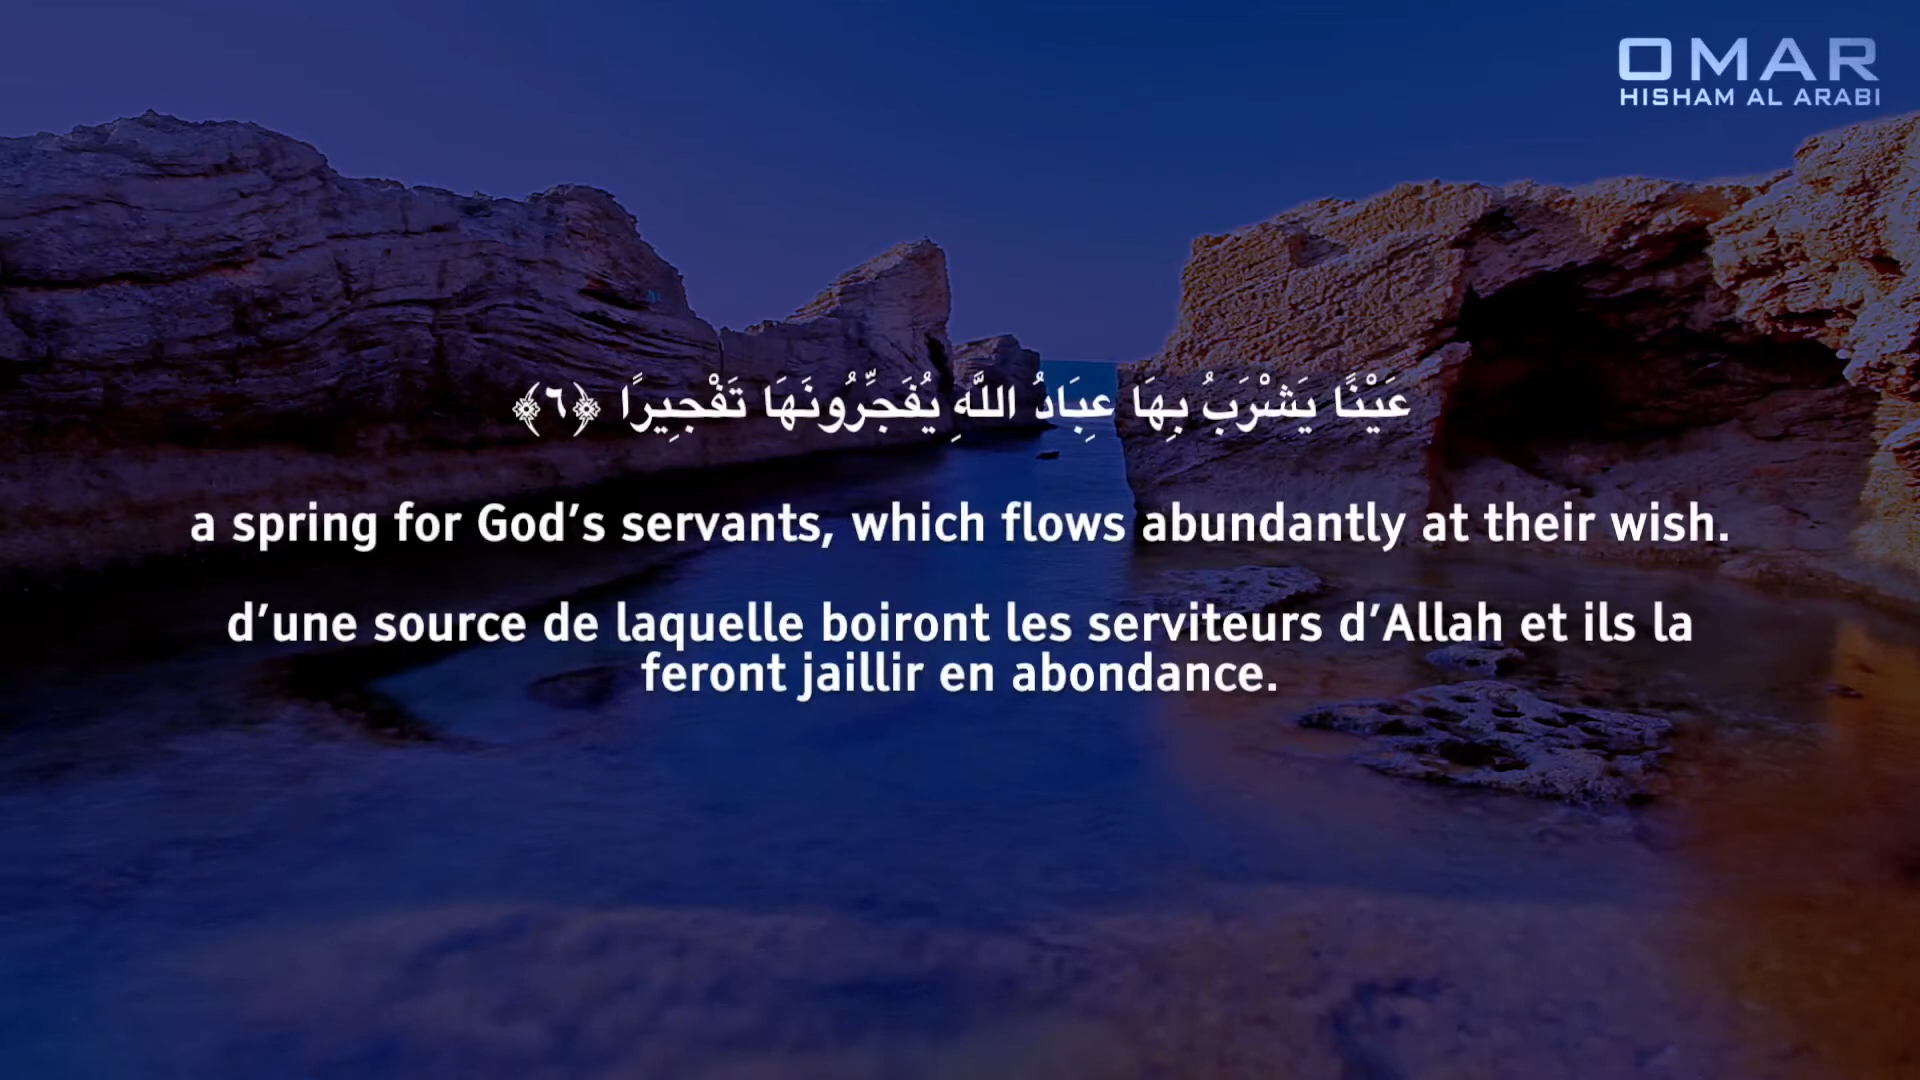 OMAR
HISHAM AL ARABI
عَيْنًا يَشْرَبُ بِهَا عِبَادُ اللَّهِ يُفَجِّرُونَهَا تَفْجِيرًا ﴿٦﴾
a spring for God’s servants, which flows abundantly at their wish.
d’une source de laquelle boiront les serviteurs d’Allah et ils la
feront jaillir en abondance.